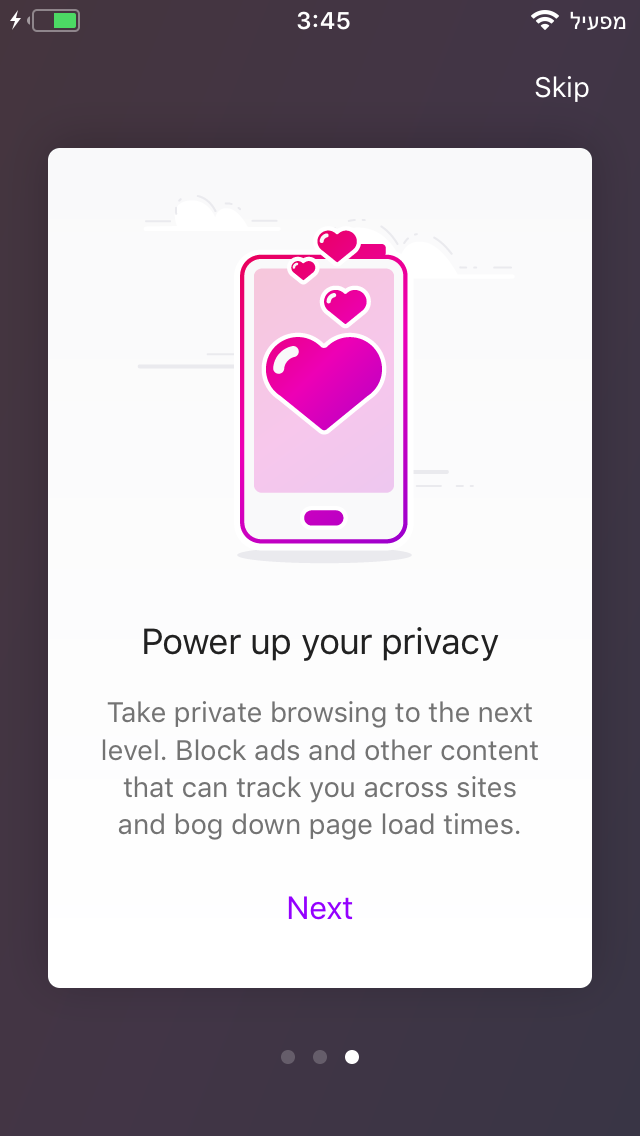 3:45
מפעיל
Skip
Power up your privacy
Take private browsing to the next
level. Block ads and other content
that can track you across sites
and bog down page load times.
Next